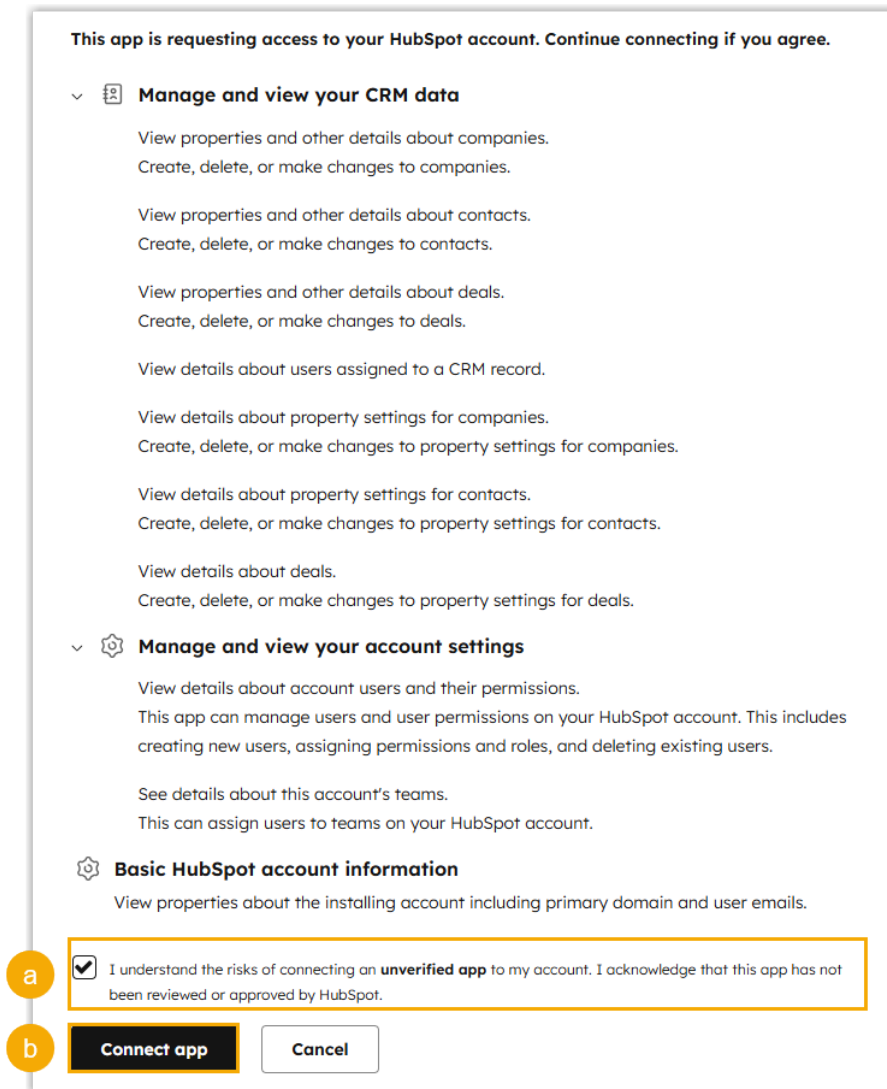 This app is requesting access to your HubSpot account. Continue connecting if you agree.
Manage and view your CRM data
View properties and other details about companies.
Create, delete, or make changes to companies.
View properties and other details about contacts.
Create, delete, or make changes to contacts.
View properties and other details about deals.
Create, delete, or make changes to deals.
View details about users assigned to a CRM record.
View details about property settings for companies.
Create, delete, or make changes to property settings for companies.
View details about property settings for contacts.
Create, delete, or make changes to property settings for contacts.
View details about deals.
Create, delete, or make changes to property settings for deals.
Manage and view your account settings
View details about account users and their permissions.
This app can manage users and user permissions on your HubSpot account. This includes
creating new users, assigning permissions and roles, and deleting existing users.
See details about this account's teams.
This can assign users to teams on your HubSpot account.
Basic HubSpot account information
View properties about the installing account including primary domain and user emails.
a I understand the risks of connecting an unverified app to my account. I acknowledge that this app has not
been reviewed or approved by HubSpot.
b Connect app Cancel